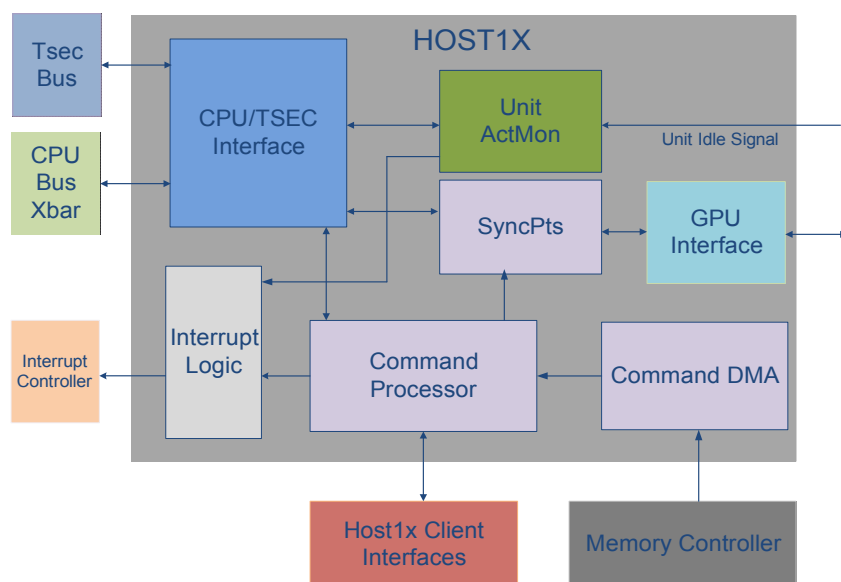 HOST1X
Tsec
Bus
CPU/TSEC
Interface
Unit
ActMon
Unit Idle Signal
CPU
Bus
Xbar
SyncPts
GPU
Interface
Interrupt
Controller
Interrupt
Logic
Command
Processor
Command DMA
Host1x Client
Interfaces
Memory Controller